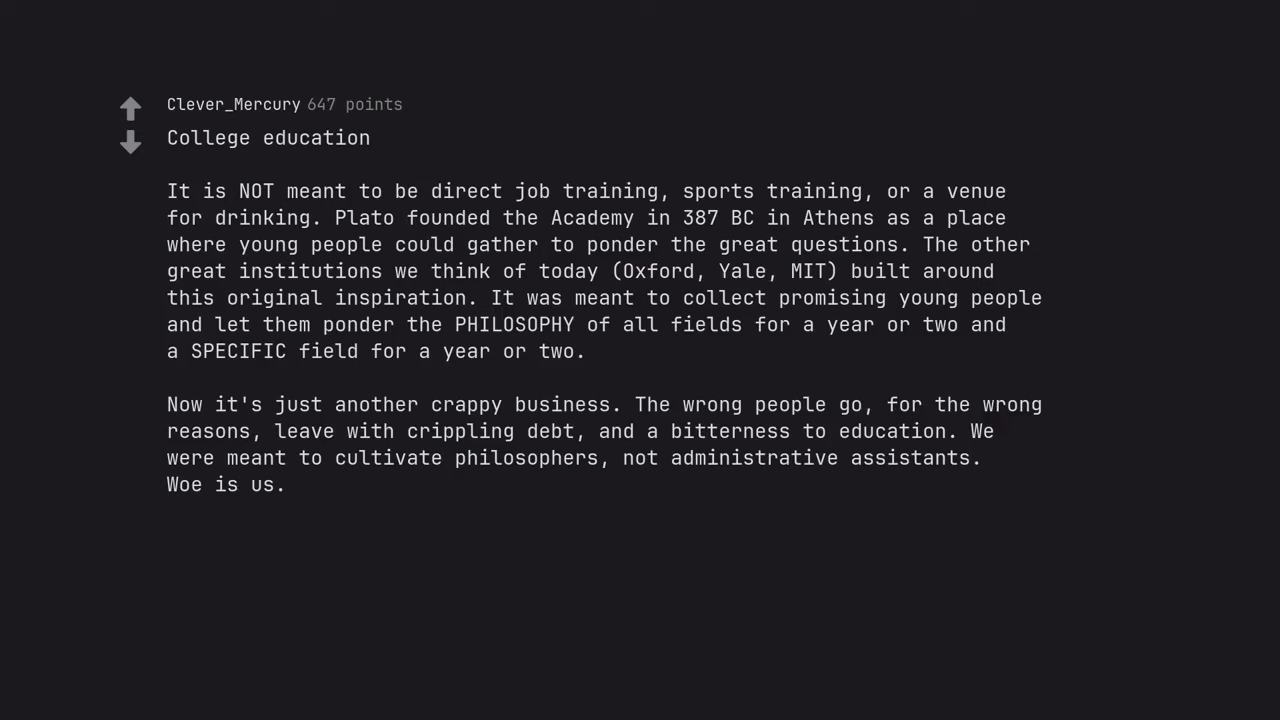 Clever_Mercury 647 points
College education
It is NOT meant to be direct job training, sports training, or a venue
for drinking. Plato founded the Academy in 387 BC in Athens as a place
where young people could gather to ponder the great questions. The other
great institutions we think of today (Oxford, Yale, MIT) built around
this original inspiration. It was meant to collect promising young people
and let them ponder the PHILOSOPHY of all fields for a year or two and
a SPECIFIC field for a year or two.
Now it's just another crappy business. The wrong people go, for the wrong
reasons, leave with crippling debt, and a bitterness to education. We
were meant to cultivate philosophers, not administrative assistants.
Woe is us.